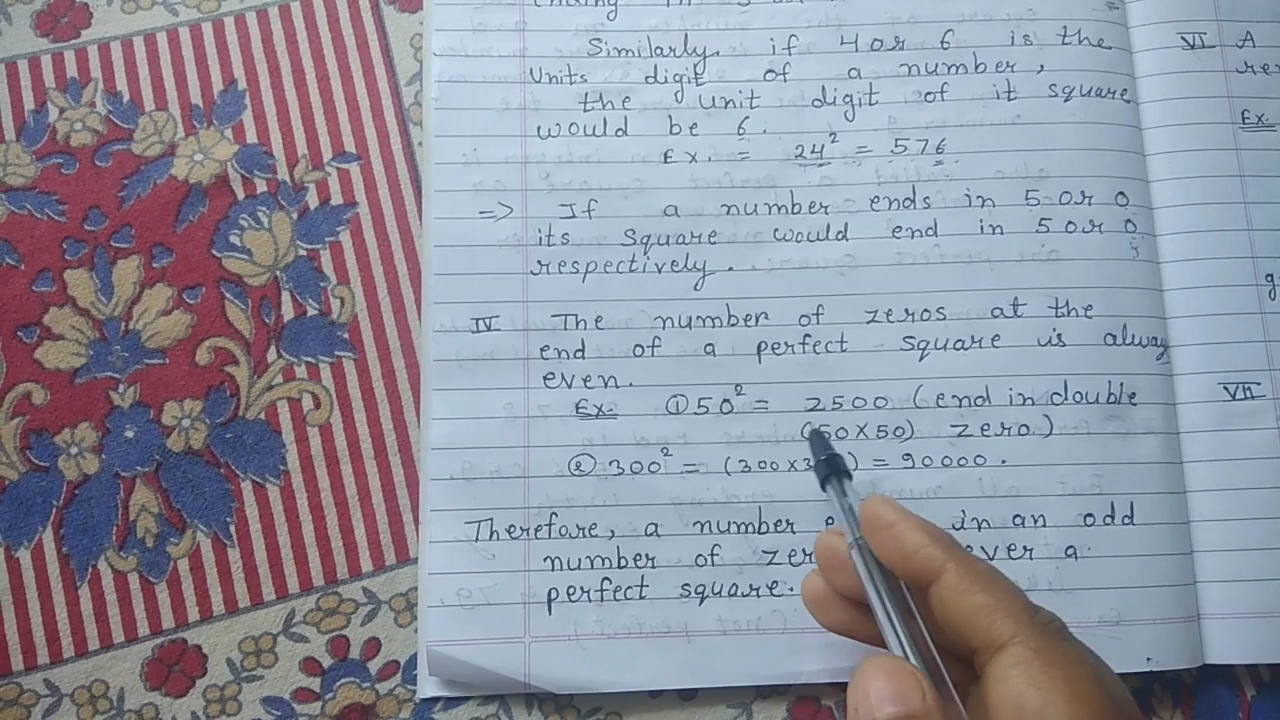 Similarly, if 4 or 6 is the
Units digit of a number,
the unit digit of it square
would be 6.
Ex. = 24² = 576
=> If a number ends in 5 or 0
its square would end in 5 or 0
respectively.
IV The number of zeros at the
end of a perfect square is alway
even.
Ex. ① 50² = 2500 (end in double
(50×50) zero.)
② 300² = (300×3 ) = 90000.
Therefore, a number in an odd
number of a
perfect square.
VI A
Ex.
VII